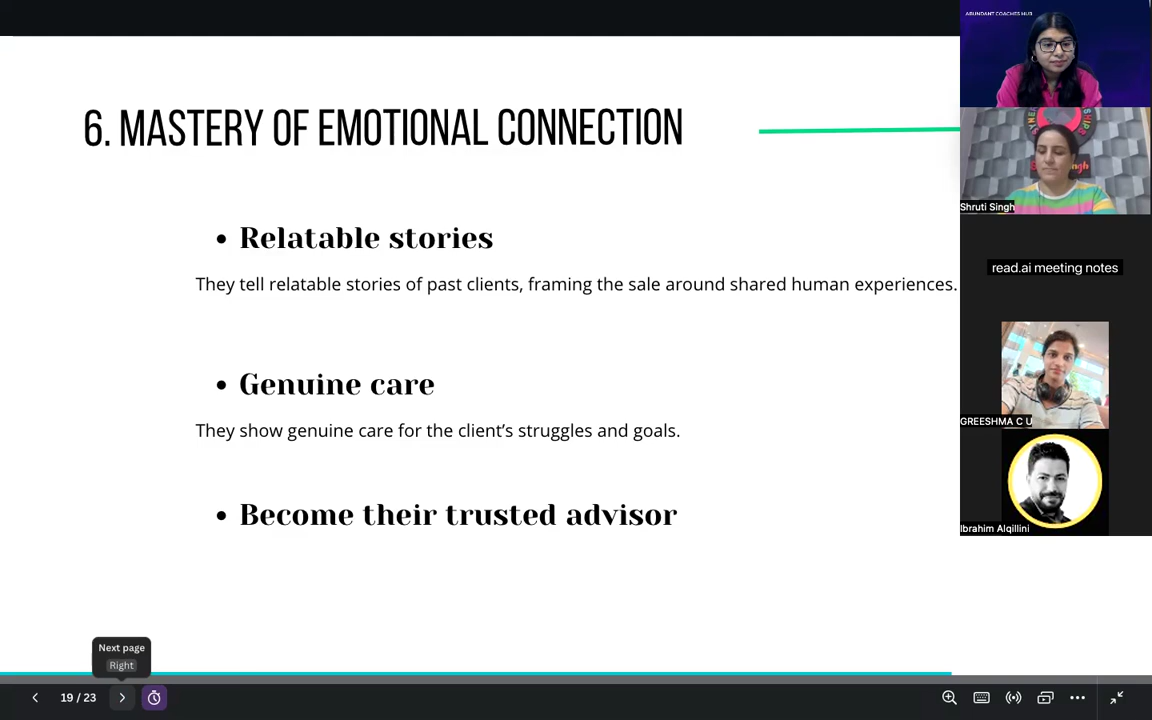 ABUNDANT COACHES HUB
6. MASTERY OF EMOTIONAL CONNECTION
• Relatable stories
They tell relatable stories of past clients, framing the sale around shared human experiences.
• Genuine care
They show genuine care for the client's struggles and goals.
• Become their trusted advisor
Shruti Singh
read.ai meeting notes
GREESHMA C U
Ibrahim Alqillini
Next page
Right
19 / 23